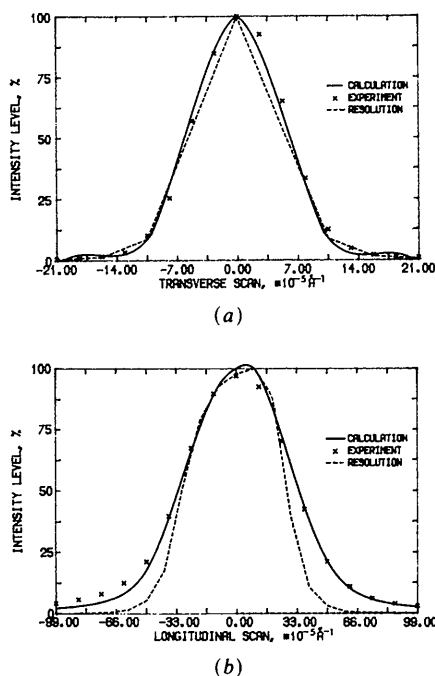 100
75
50
25
0
INTENSITY LEVEL, %
CALCULATION
EXPERIMENT
RESOLUTION
-21.00 -14.00 -7.00 0.00 7.00 14.00 21.00
TRANSVERSE SCAN, *10⁻⁵Å⁻¹
(a)
100
75
50
25
0
INTENSITY LEVEL, %
CALCULATION
EXPERIMENT
RESOLUTION
-99.00 -66.00 -33.00 0.00 33.00 66.00 99.00
LONGITUDINAL SCAN, *10⁻⁵Å⁻¹
(b)